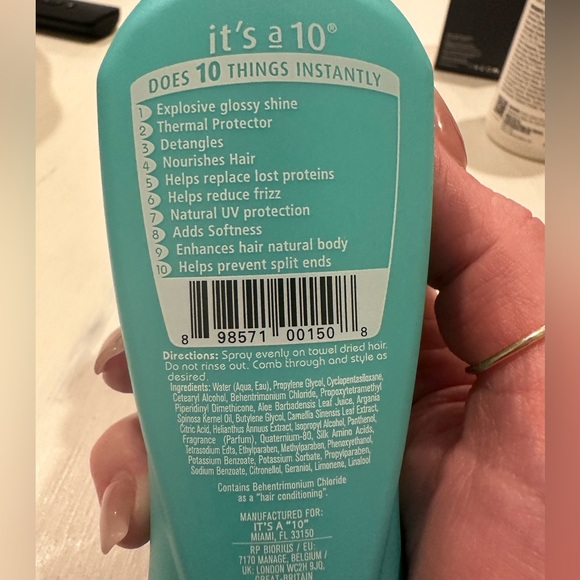 it's a 10®
DOES 10 THINGS INSTANTLY
1 Explosive glossy shine
2 Thermal Protector
3 Detangles
4 Nourishes Hair
5 Helps replace lost proteins
6 Helps reduce frizz
7 Natural UV protection
8 Adds Softness
9 Enhances hair natural body
10 Helps prevent split ends
8 98571 00150 8
Directions: Spray evenly on towel dried hair.
Do not rinse out. Comb through and style as
desired.
Ingredients: Water (Aqua, Eau), Propylene Glycol, Cyclopentasiloxane,
Cetearyl Alcohol, Behentrimonium Chloride, Propoxytetramethyl
Piperidinyl Dimethicone, Aloe Barbadensis Leaf Juice, Argania
Spinosa Kernel Oil, Butylene Glycol, Camellia Sinensis Leaf Extract,
Citric Acid, Helianthus Annuus Extract, Isopropyl Alcohol, Panthenol,
Fragrance (Parfum), Quaternium-80, Silk Amino Acids,
Tetrasodium Edta, Ethylparaben, Methylparaben, Phenoxyethanol,
Potassium Benzoate, Potassium Sorbate, Propylparaben,
Sodium Benzoate, Citronellol, Geraniol, Limonene, Linalool
Contains Behentrimonium Chloride
as a "hair conditioning".
MANUFACTURED FOR:
IT'S A "10"
MIAMI, FL 33150
RP BIORIUS / EU:
7170 MANAGE, BELGIUM /
UK: LONDON WC2H 9JQ,
GREAT-BRITAIN